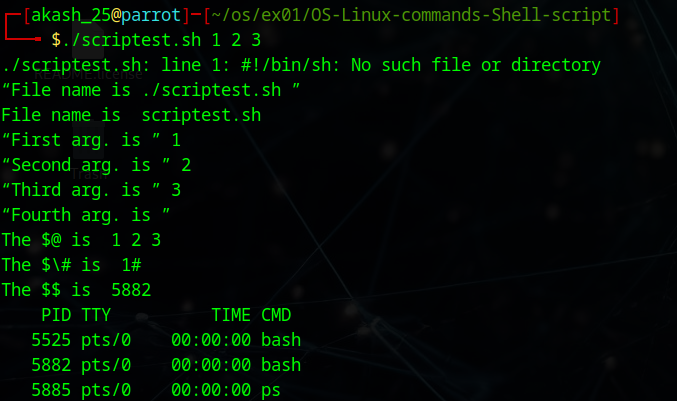 ┌─[akash_25@parrot]─[~/os/ex01/OS-Linux-commands-Shell-script]
└──╼ $./scriptest.sh 1 2 3
./scriptest.sh: line 1: #!/bin/sh: No such file or directory
“File name is ./scriptest.sh ”
File name is  scriptest.sh
“First arg. is ” 1
“Second arg. is ” 2
“Third arg. is ” 3
“Fourth arg. is ”
The $@ is  1 2 3
The $\# is  1#
The $$ is  5882
    PID TTY          TIME CMD
   5525 pts/0    00:00:00 bash
   5882 pts/0    00:00:00 bash
   5885 pts/0    00:00:00 ps